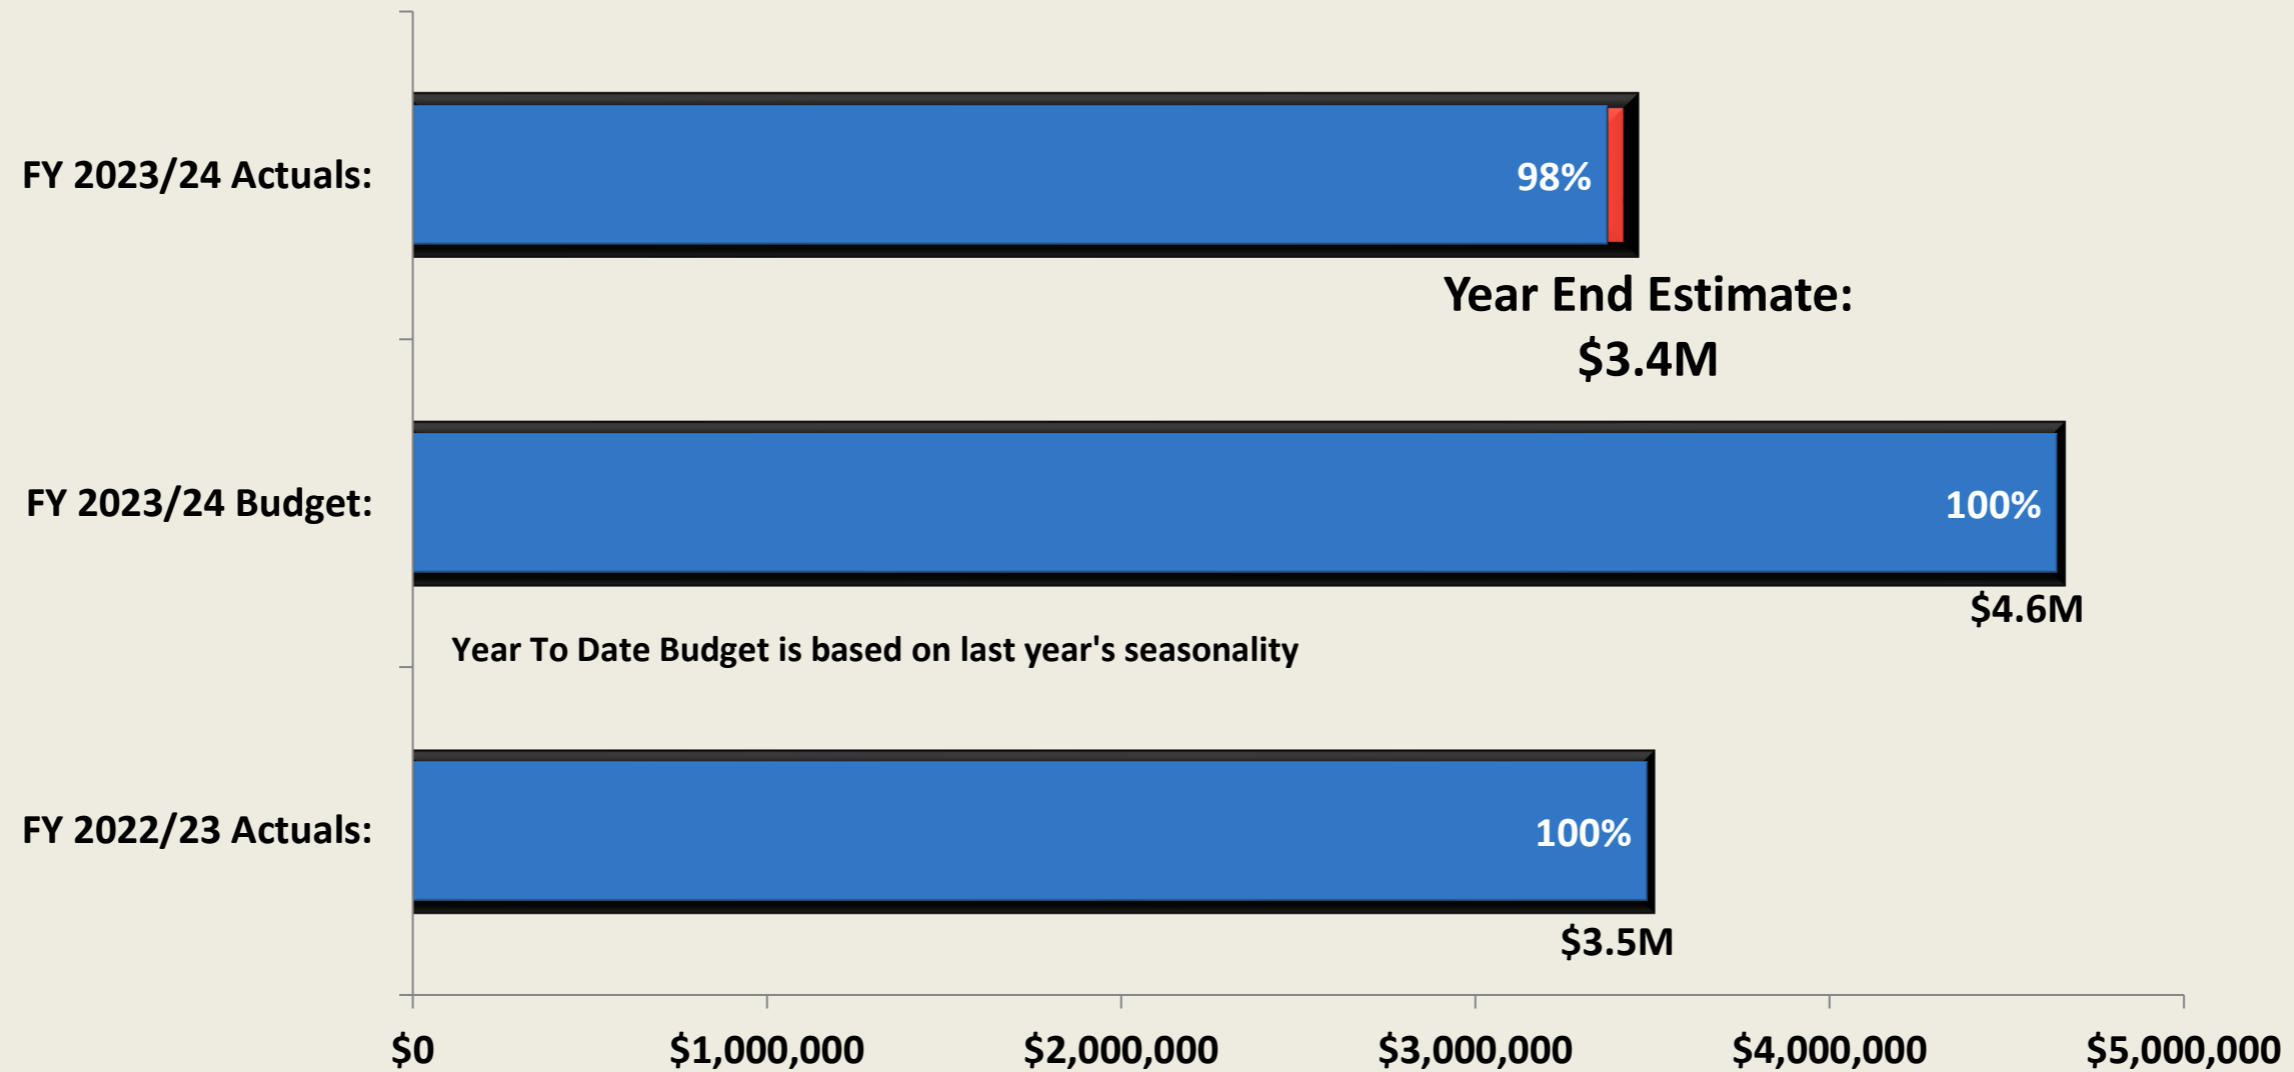 FY 2023/24 Actuals:
98%
Year End Estimate:
$3.4M
FY 2023/24 Budget:
100%
$4.6M
Year To Date Budget is based on last year's seasonality
FY 2022/23 Actuals:
100%
$3.5M
$0
$1,000,000
$2,000,000
$3,000,000
$4,000,000
$5,000,000